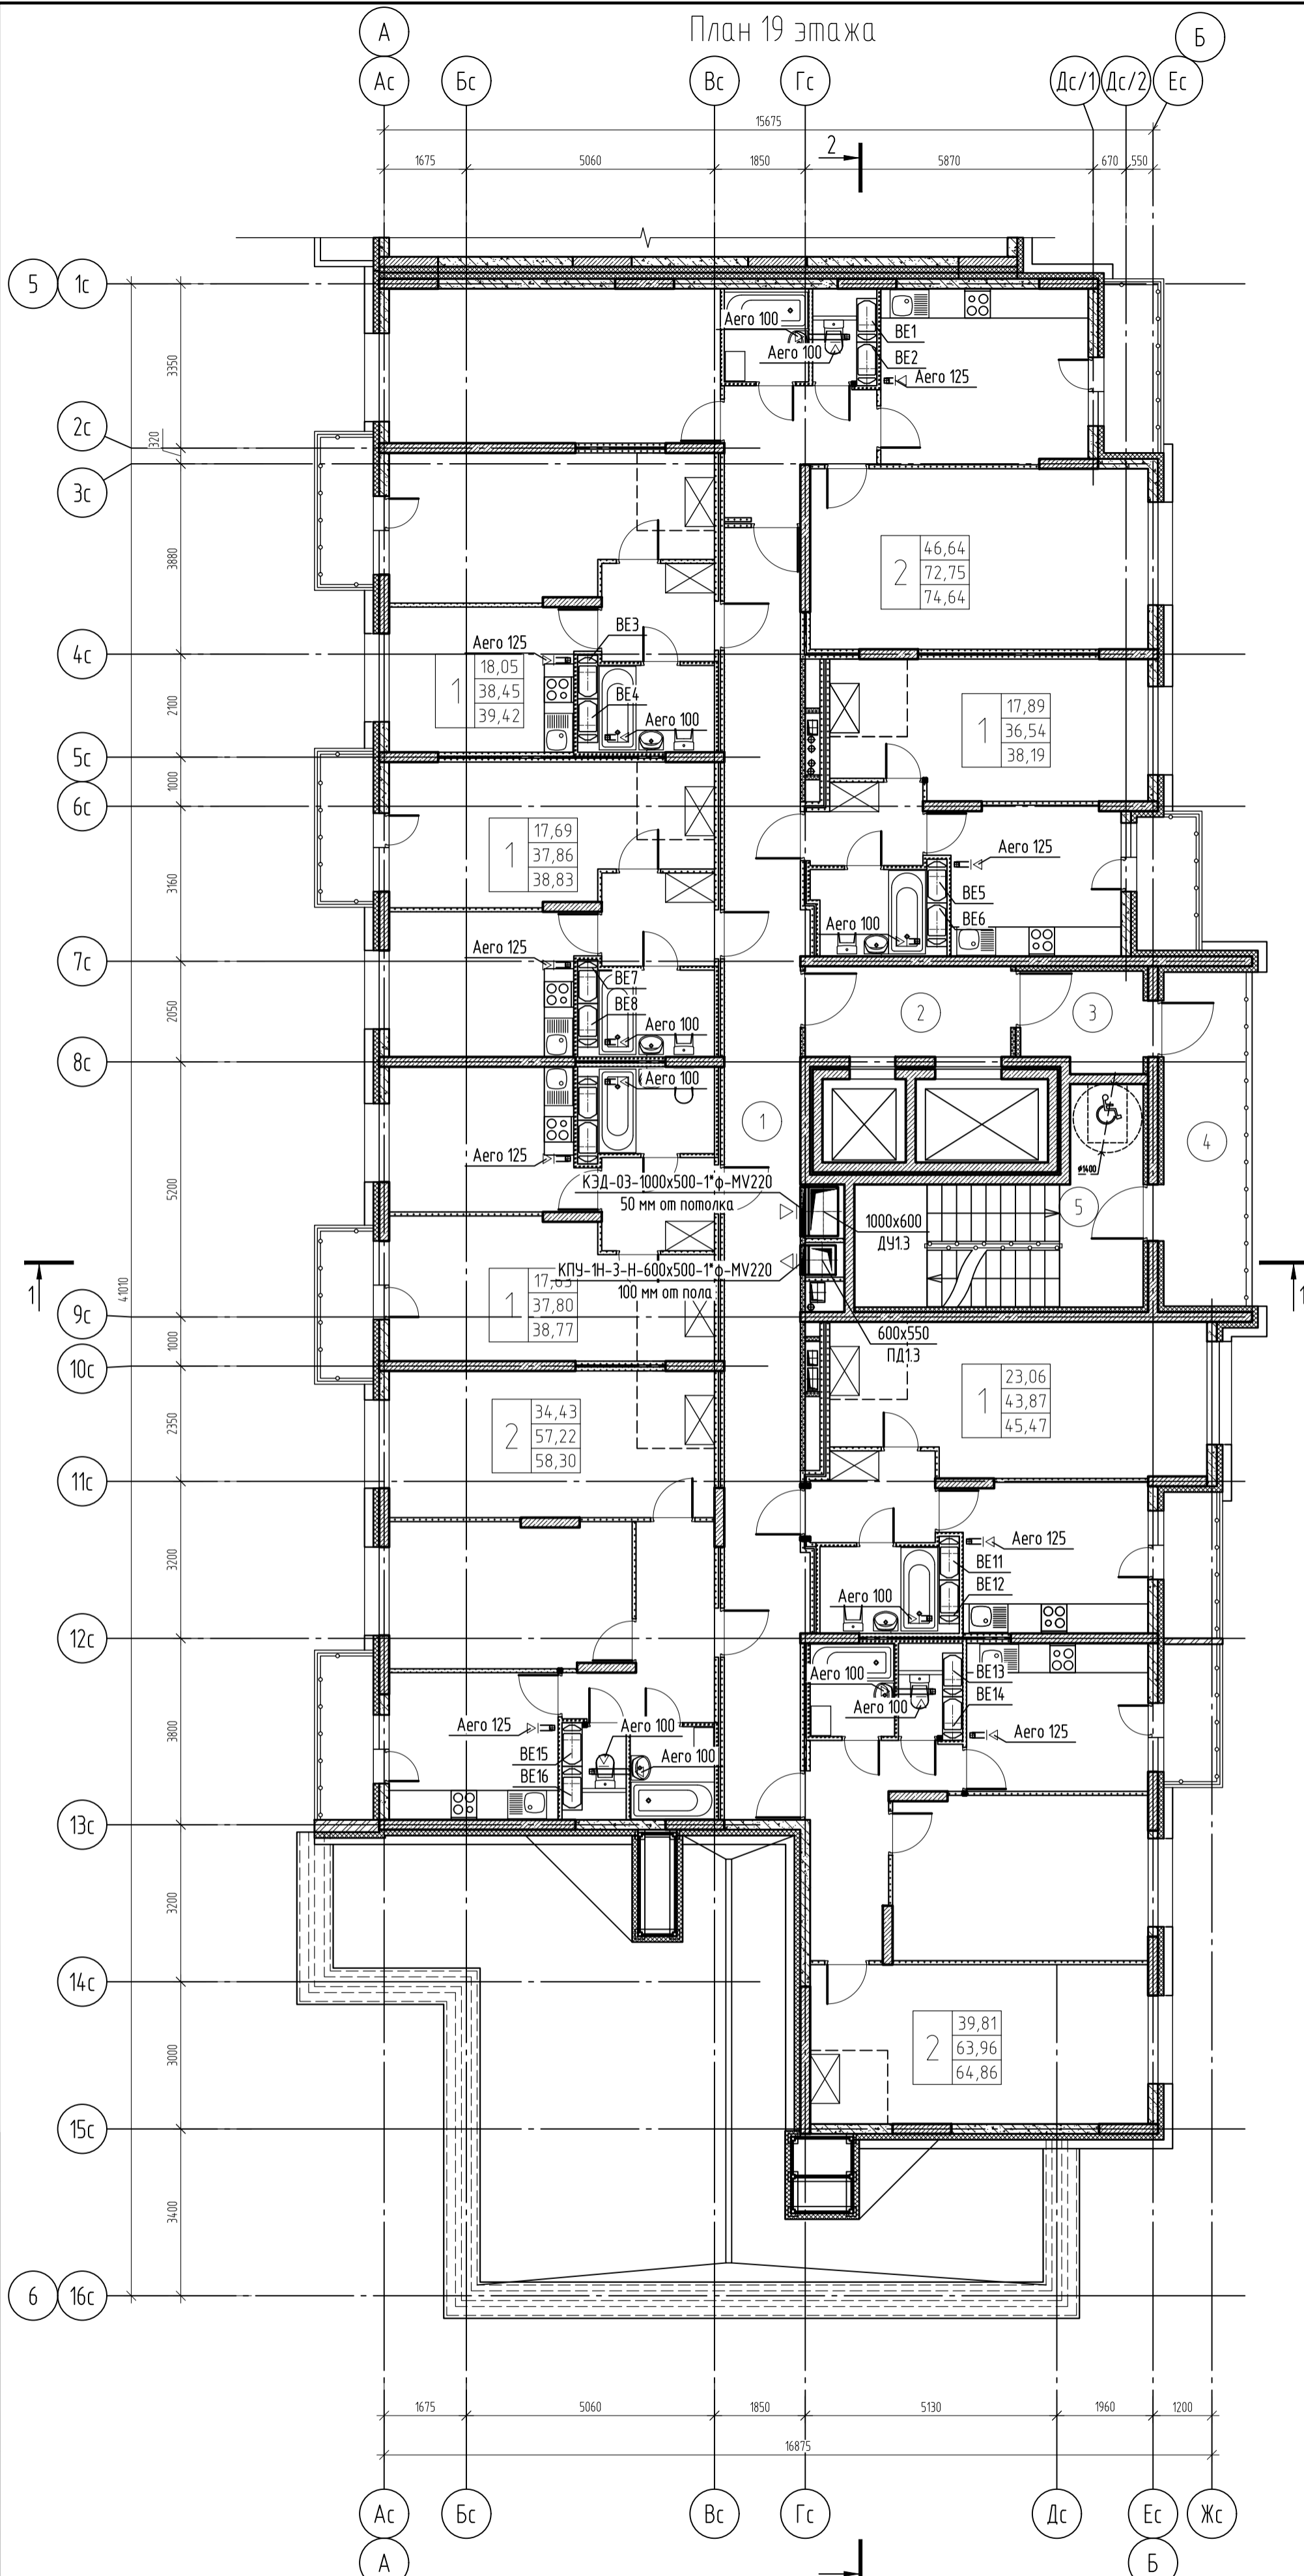 План 19 этажа
А
Б
Ас
Бс
Вс
Гс
Дс/1
Дс/2
Ес
15675
1675
5060
1850
2
5870
670
550
5
1с
Aero 100
Aero 100
ВЕ1
ВЕ2
Aero 125
3350
2с
320
3с
46,64
2
72,75
74,64
3880
ВЕ3
Aero 125
4с
18,05
1
38,45
39,42
ВЕ4
Aero 100
2100
17,89
1
36,54
38,19
5с
1000
6с
17,69
1
37,86
38,83
Aero 125
3160
ВЕ5
ВЕ6
Aero 100
Aero 125
7с
ВЕ7
ВЕ8
2050
Aero 100
2
3
8с
Aero 100
1
4
Aero 125
ø1400
КЭД-03-1000х500-1*ф-MV220
50 мм от потолка
5200
5
1000х600
ДУ1.3
КПУ-1Н-З-Н-600х500-1*ф-MV220
100 мм от пола
1
1
41010
17,63
1
37,80
38,77
9с
600х550
ПД1.3
1000
10с
23,06
1
43,87
45,47
34,43
2
57,22
58,30
2350
11с
3200
Aero 125
ВЕ11
ВЕ12
Aero 100
12с
Aero 100
ВЕ13
ВЕ14
Aero 100
Aero 125
3800
Aero 125
Aero 100
ВЕ15
Aero 100
ВЕ16
13с
3200
14с
39,81
2
63,96
64,86
3000
15с
3400
6
16с
1675
5060
1850
5130
1960
1200
16875
Ас
Бс
Вс
Гс
Дс
Ес
Жс
А
Б